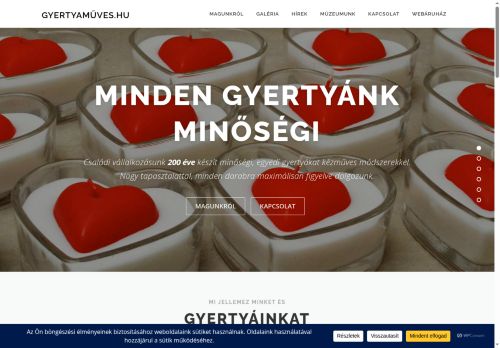 GYERTYAMŰVES.HU
MAGUNKRÓL GALÉRIA HÍREK MÚZEUMUNK KAPCSOLAT WEBÁRUHÁZ
MINDEN GYERTYÁNK
MINŐSÉGI
Családi vállalkozásunk 200 éve készít minőségi, egyedi gyertyákat kézműves módszerekkel.
Nagy tapasztalattal, minden darabra maximálisan figyelve dolgozunk.
MAGUNKRÓL KAPCSOLAT
MI JELLEMEZ MINKET ÉS
GYERTYÁINKAT
Az Ön böngészési élményeinek biztosításához weboldalaink sütiket használnak. Oldalaink használatával
hozzájárul a sütik működéséhez.
Részletek Visszautasít Mindent elfogad WPConsent